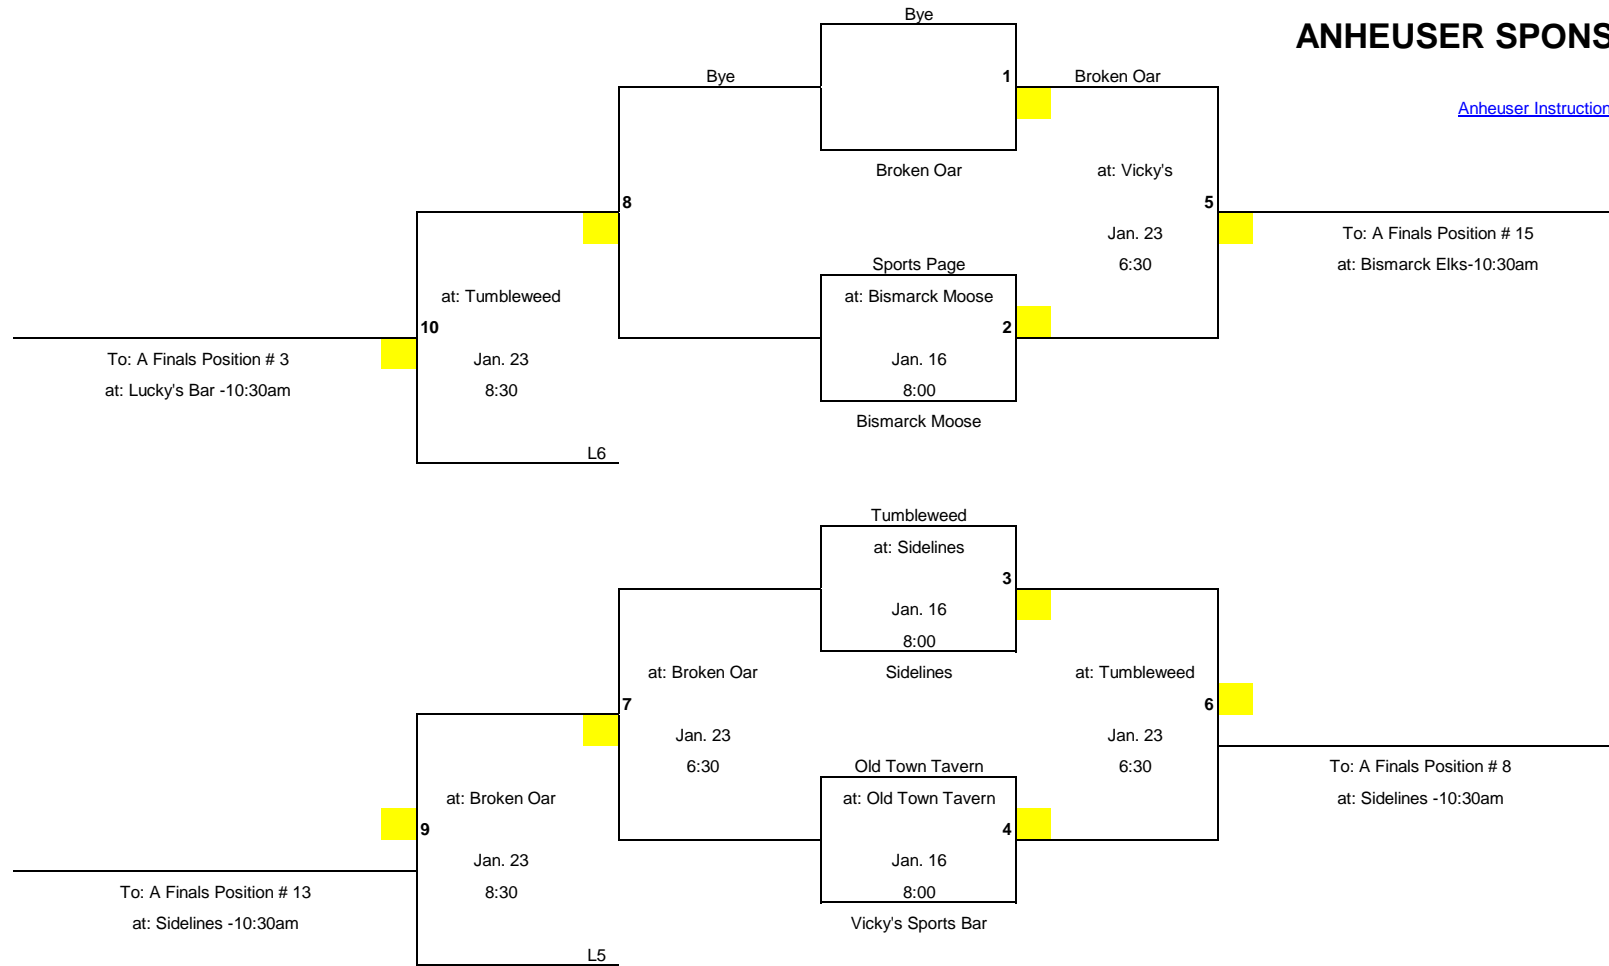 Bye
ANHEUSER SPONS
Bye
1
Broken Oar
Anheuser Instruction
Broken Oar
at: Vicky's
8
5
Jan. 23
To: A Finals Position # 15
Sports Page
6:30
at: Bismarck Elks-10:30am
at: Tumbleweed
at: Bismarck Moose
10
2
To: A Finals Position # 3
Jan. 23
Jan. 16
at: Lucky's Bar -10:30am
8:30
8:00
Bismarck Moose
L6
Tumbleweed
at: Sidelines
3
Jan. 16
8:00
at: Broken Oar
Sidelines
at: Tumbleweed
7
6
Jan. 23
Jan. 23
6:30
Old Town Tavern
6:30
To: A Finals Position # 8
at: Broken Oar
at: Old Town Tavern
at: Sidelines -10:30am
9
4
Jan. 23
Jan. 16
To: A Finals Position # 13
8:30
8:00
at: Sidelines -10:30am
Vicky's Sports Bar
L5